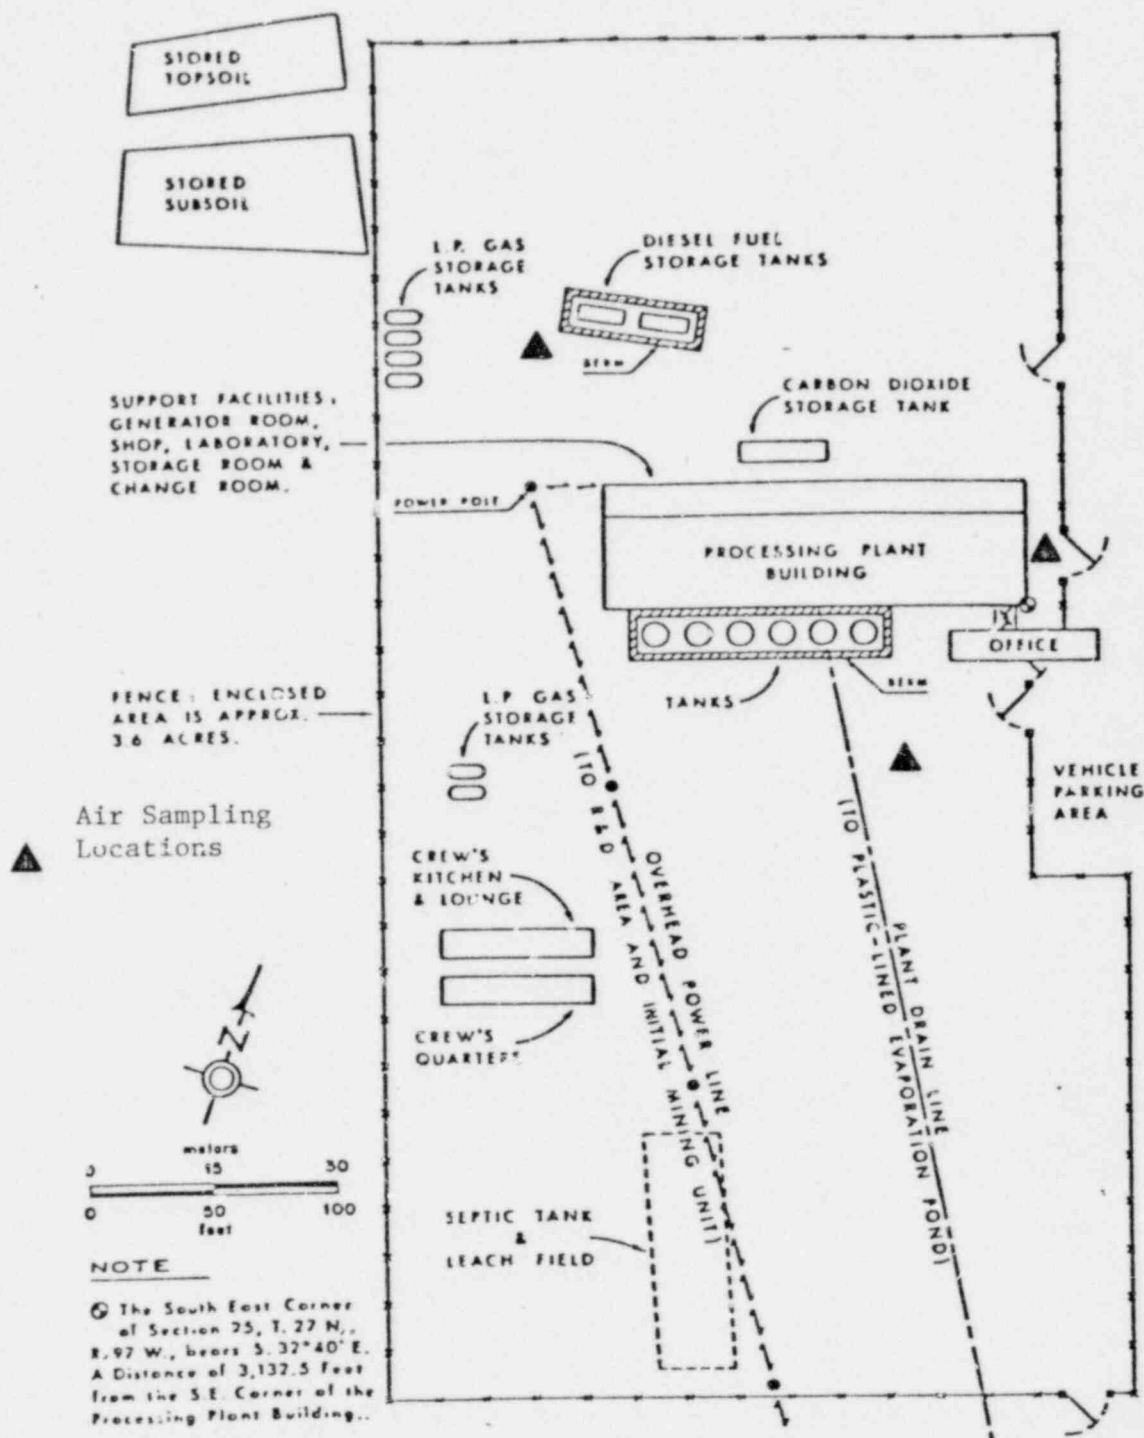 STORED
TOPSOIL
STORED
SUBSOIL
L.P. GAS
STORAGE
TANKS
DIESEL FUEL
STORAGE TANKS
BERM
CARBON DIOXIDE
STORAGE TANK
SUPPORT FACILITIES,
GENERATOR ROOM,
SHOP, LABORATORY,
STORAGE ROOM &
CHANGE ROOM.
POWER POLE
PROCESSING PLANT
BUILDING
OFFICE
BERM
TANKS
FENCE; ENCLOSED
AREA IS APPROX.
3.6 ACRES.
L.P. GAS
STORAGE
TANKS
VEHICLE
PARKING
AREA
Air Sampling
Locations
CREW'S
KITCHEN
& LOUNGE
OVERHEAD POWER LINE
(TO R&D AREA AND INITIAL MINING UNIT)
PLANT DRAIN LINE
(TO PLASTIC-LINED EVAPORATION POND)
CREW'S
QUARTERS
N
meters
0 15 30
0 50 100
feet
SEPTIC TANK
&
LEACH FIELD
NOTE
The South East Corner
of Section 25, T. 27 N.,
R. 97 W., bears S. 32°40' E.
A Distance of 3,132.5 Feet
from the S.E. Corner of the
Processing Plant Building..